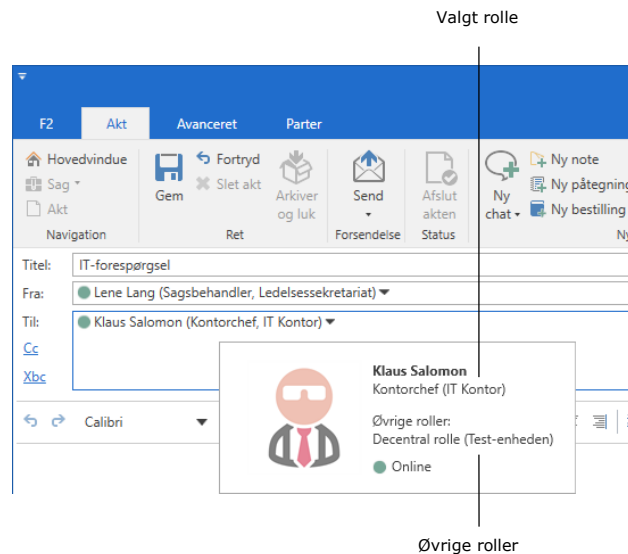 Valgt rolle
F2 Akt Avanceret Parter
Hovedvindue
Sag
Akt
Navigation
Gem
Fortryd
Slet akt
Arkiver
og luk
Ret
Send
Forsendelse
Afslut
akten
Status
Ny
chat
Ny note
Ny påtegning
Ny bestilling
Titel: IT-forespørgsel
Fra: Lene Lang (Sagsbehandler, Ledelsessekretariat)
Til: Klaus Salomon (Kontorchef, IT Kontor)
Cc
Xbc
Klaus Salomon
Kontorchef (IT Kontor)
Øvrige roller:
Decentral rolle (Test-enheden)
Online
Calibri
Øvrige roller